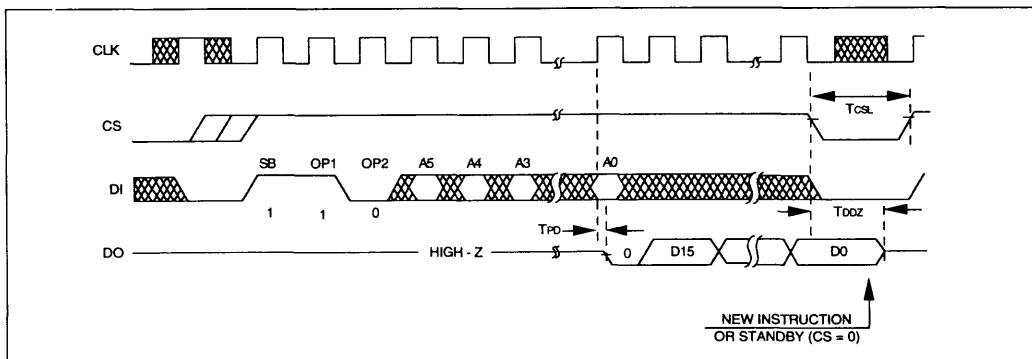 CLK
CS
TCSL
SB OP1 OP2 A5 A4 A3 A0
DI
1 1 0
TDDZ
TPD
DO HIGH - Z 0 D15 D0
NEW INSTRUCTION
OR STANDBY (CS = 0)